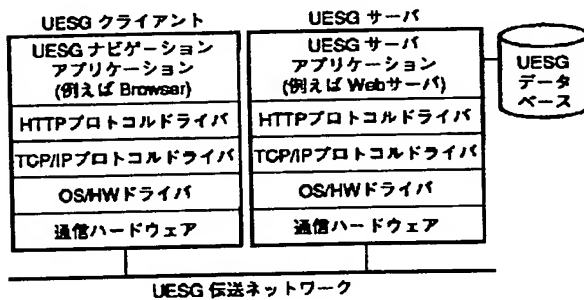 UESG クライアント
UESG ナビゲーション
アプリケーション
(例えば Browser)
HTTPプロトコルドライバ
TCP/IPプロトコルドライバ
OS/HWドライバ
通信ハードウェア
UESG サーバ
UESG サーバ
アプリケーション
(例えば Webサーバ)
HTTPプロトコルドライバ
TCP/IPプロトコルドライバ
OS/HWドライバ
通信ハードウェア
UESG
データ
ベース
UESG 伝送ネットワーク